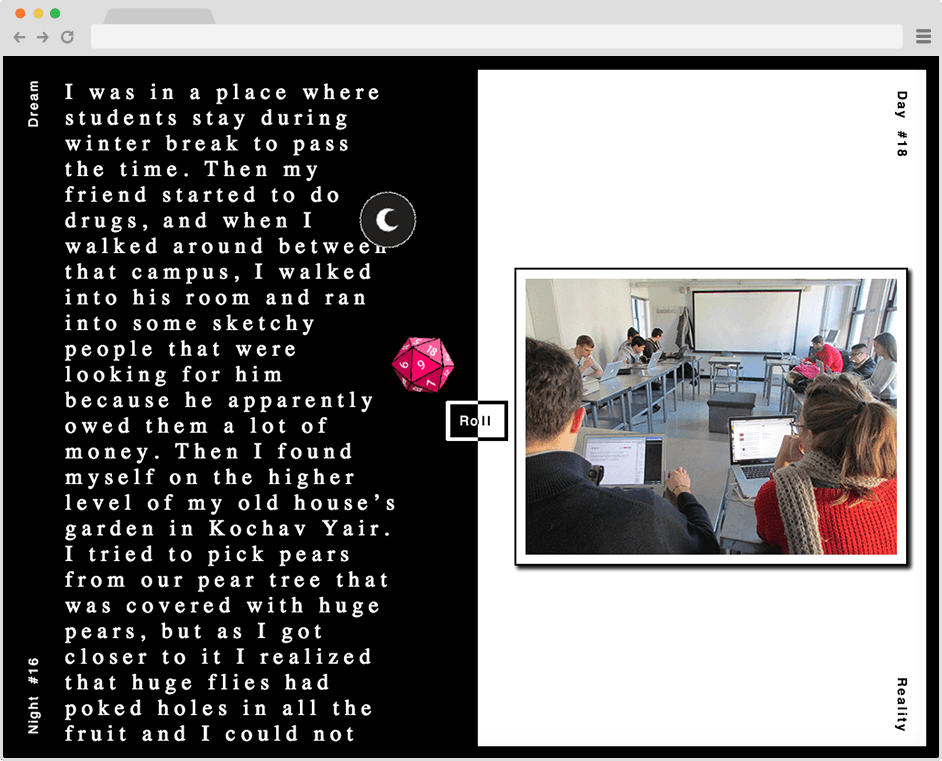 Dream
I was in a place where
students stay during
winter break to pass
the time. Then my
friend started to do
drugs, and when I
walked around between
that campus, I walked
into his room and ran
into some sketchy
people that were
looking for him
because he apparently
owed them a lot of
money. Then I found
myself on the higher
level of my old house’s
garden in Kochav Yair.
I tried to pick pears
from our pear tree that
was covered with huge
pears, but as I got
closer to it I realized
that huge flies had
poked holes in all the
fruit and I could not
Night #16
18
9
6
7
Roll
Day #18
Reality